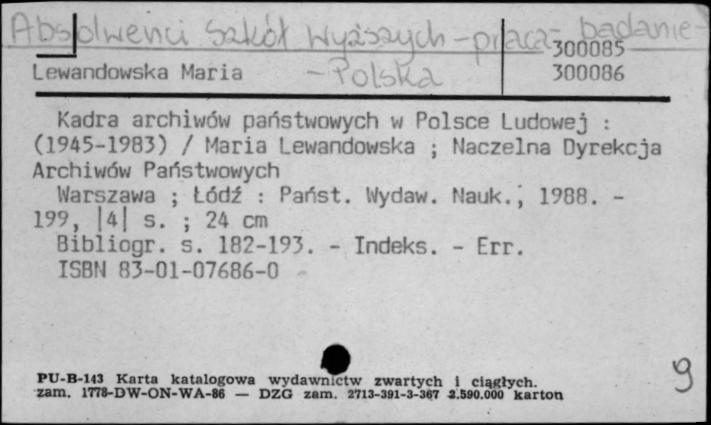 Absolwenci szkół wyższych - praca - badanie -
300085
Lewandowska Maria - Polska 300086
Kadra archiwów państwowych w Polsce Ludowej :
(1945-1983) / Maria Lewandowska ; Naczelna Dyrekcja
Archiwów Państwowych
Warszawa ; Łódź : Państ. Wydaw. Nauk., 1988. -
199, |4| s. ; 24 cm
Bibliogr. s. 182-193. - Indeks. - Err.
ISBN 83-01-07686-0
9
PU-B-143 Karta katalogowa wydawnictw zwartych i ciągłych.
zam. 1778-DW-ON-WA-86 — DZG zam. 2713-391-3-367 2.590.000 karton